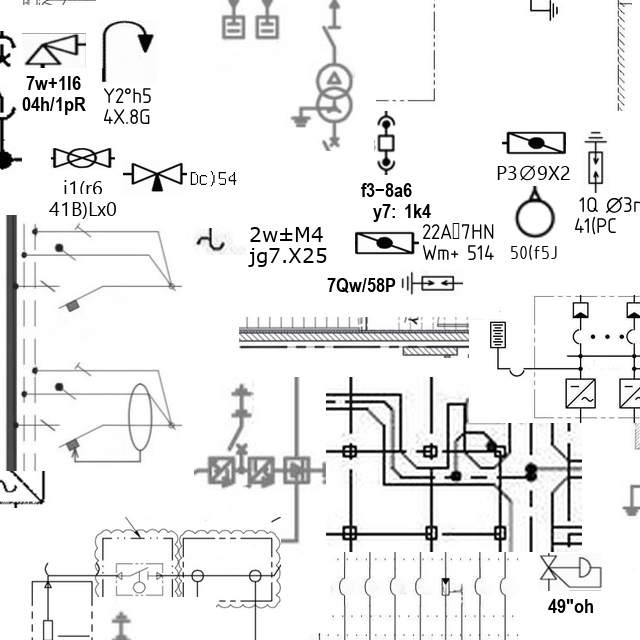 7w+1l6
04h/1pR
Y2°h5
4X.8G
i1(r6
41B)Lx0
Dc)54
f3-8a6
y7: 1k4
P3∅9X2
50(f5J
1Q ∅3r
41(PC
2w±M4
jg7.X25
22A▯7HN
Wm+ 514
7Qw/58P
49"oh